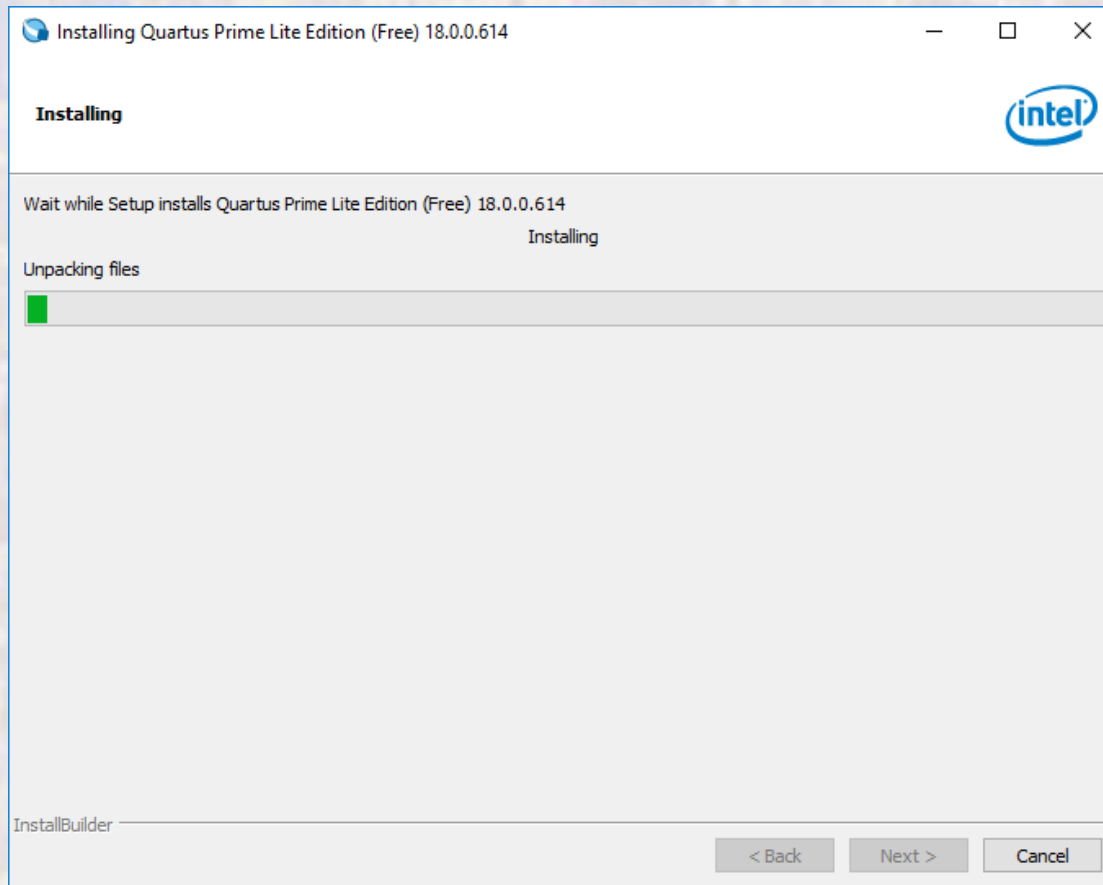 Installing Quartus Prime Lite Edition (Free) 18.0.0.614
Installing
intel
Wait while Setup installs Quartus Prime Lite Edition (Free) 18.0.0.614
Installing
Unpacking files
InstallBuilder
< Back Next > Cancel